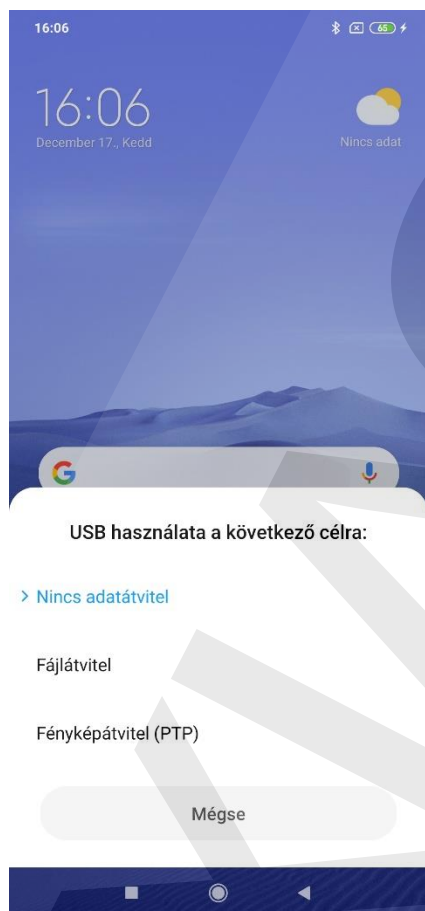 16:06
65
16:06
December 17., Kedd
Nincs adat
G
USB használata a következő célra:
Nincs adatátvitel
Fájlátvitel
Fényképátvitel (PTP)
Mégse